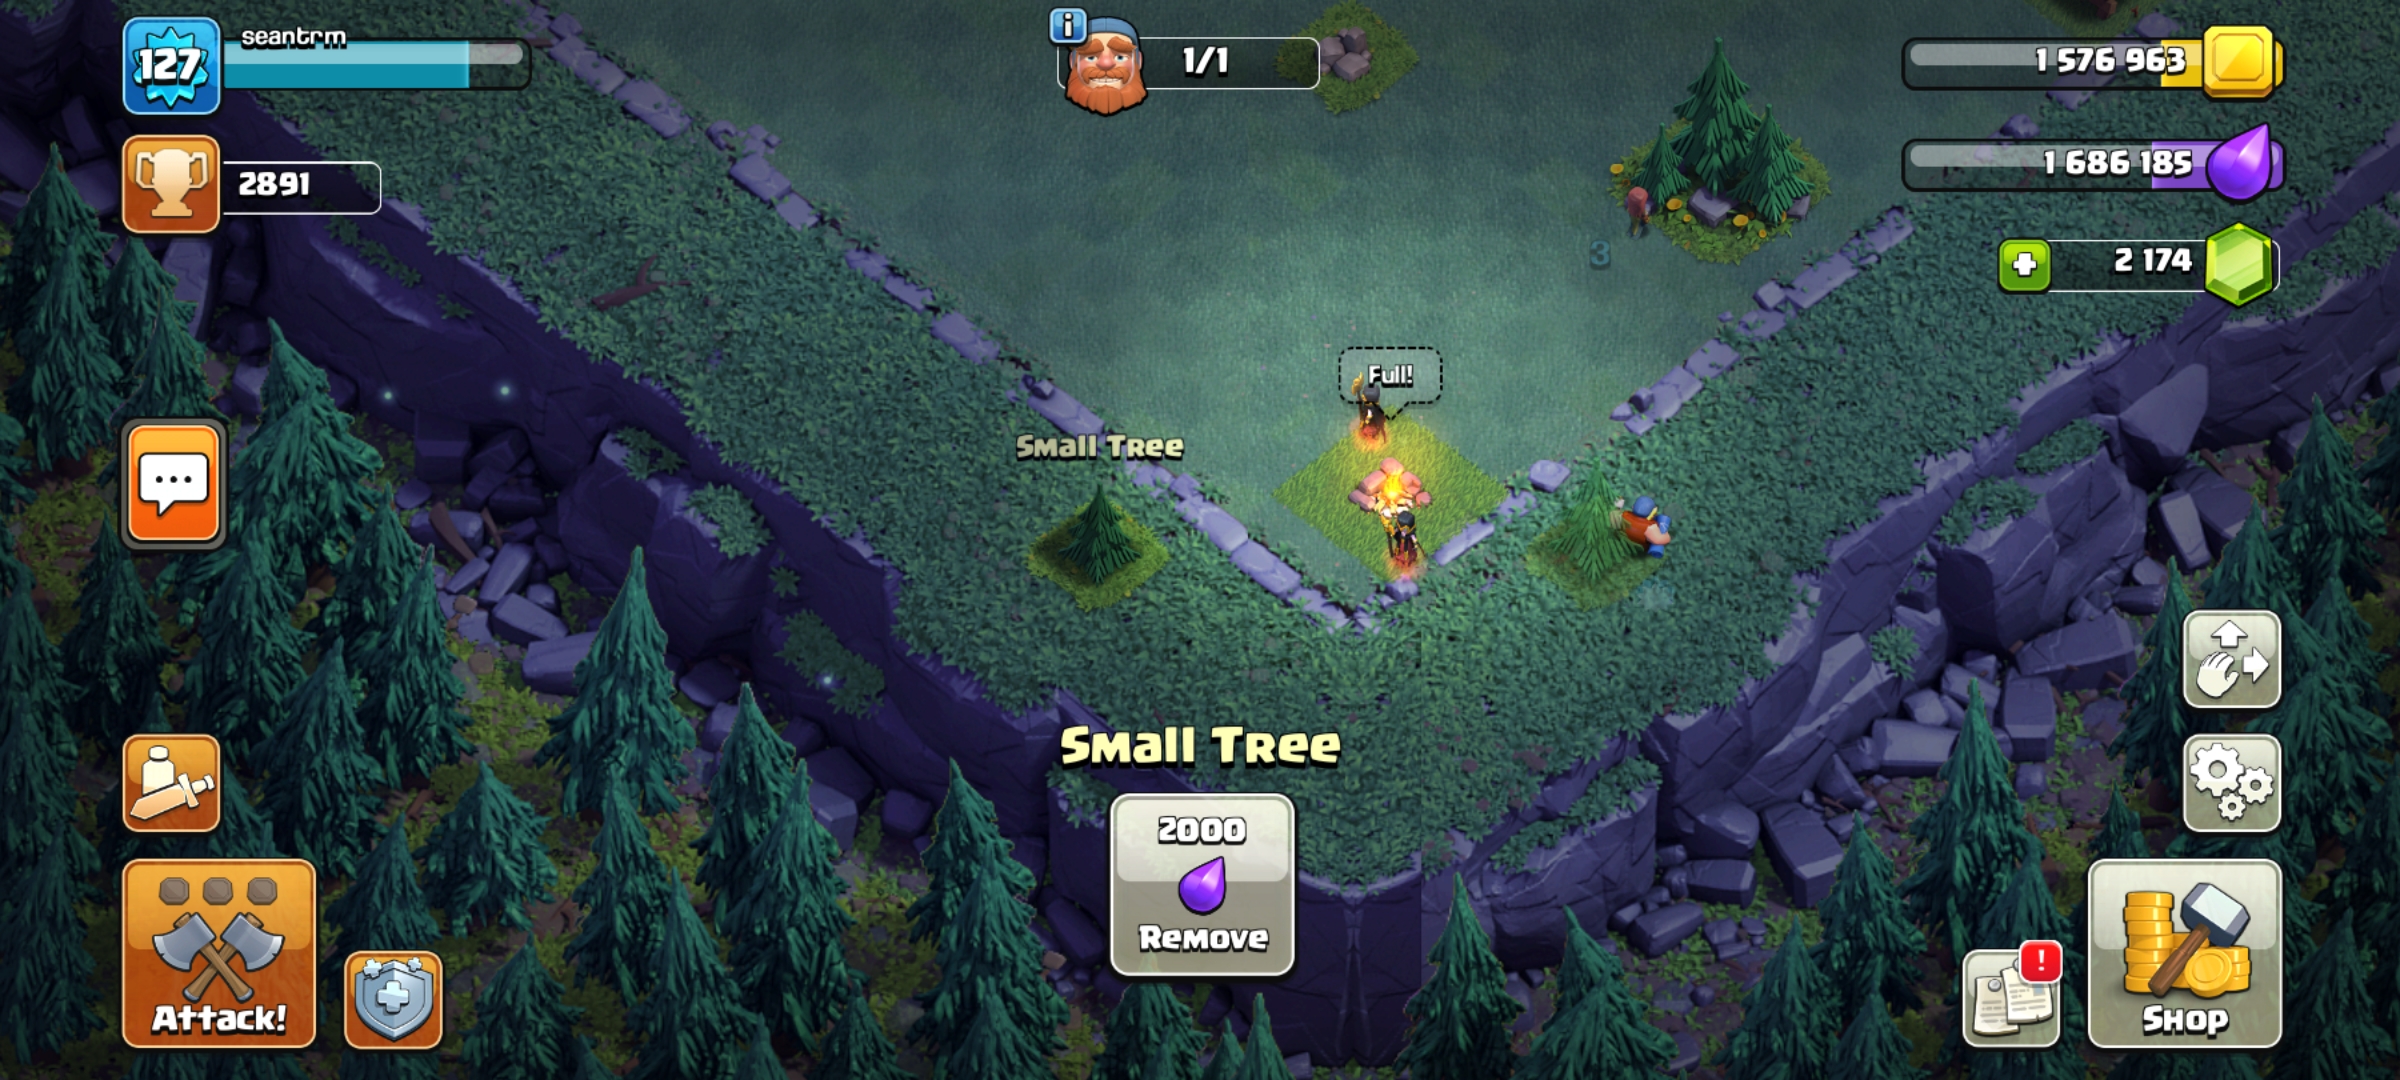 127
seantrm
i
1/1
1 576 963
2891
1 686 185
2 174
3
Full!
Small Tree
Small Tree
2000
Remove
Attack!
!
Shop